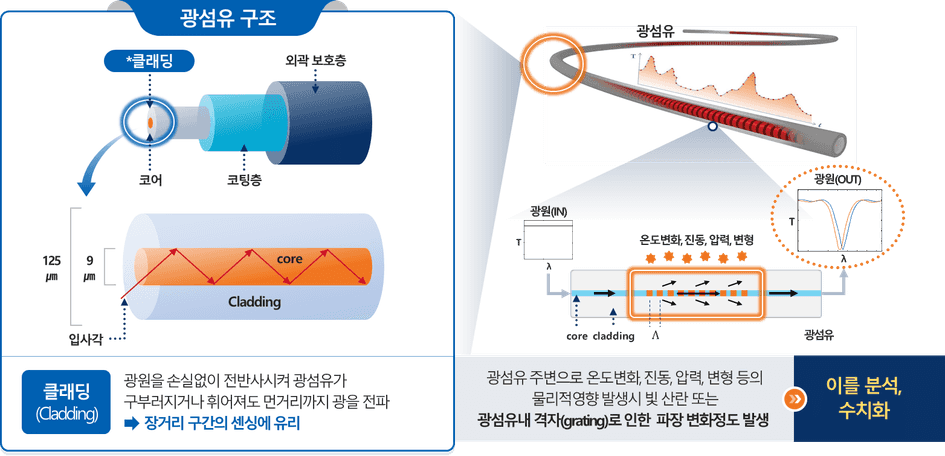 광섬유 구조
*클래딩
외곽 보호층
코어
코팅층
125
㎛
9
㎛
core
Cladding
입사각
클래딩
(Cladding)
광원을 손실없이 전반사시켜 광섬유가
구부러지거나 휘어져도 먼거리까지 광을 전파
➡ 장거리 구간의 센싱에 유리
광섬유
T
광원(IN)
T
λ
온도변화, 진동, 압력, 변형
광원(OUT)
T
λ
core cladding
Λ
광섬유
광섬유 주변으로 온도변화, 진동, 압력, 변형 등의
물리적영향 발생시 빛 산란 또는
광섬유내 격자(grating)로 인한 파장 변화정도 발생
이를 분석,
수치화